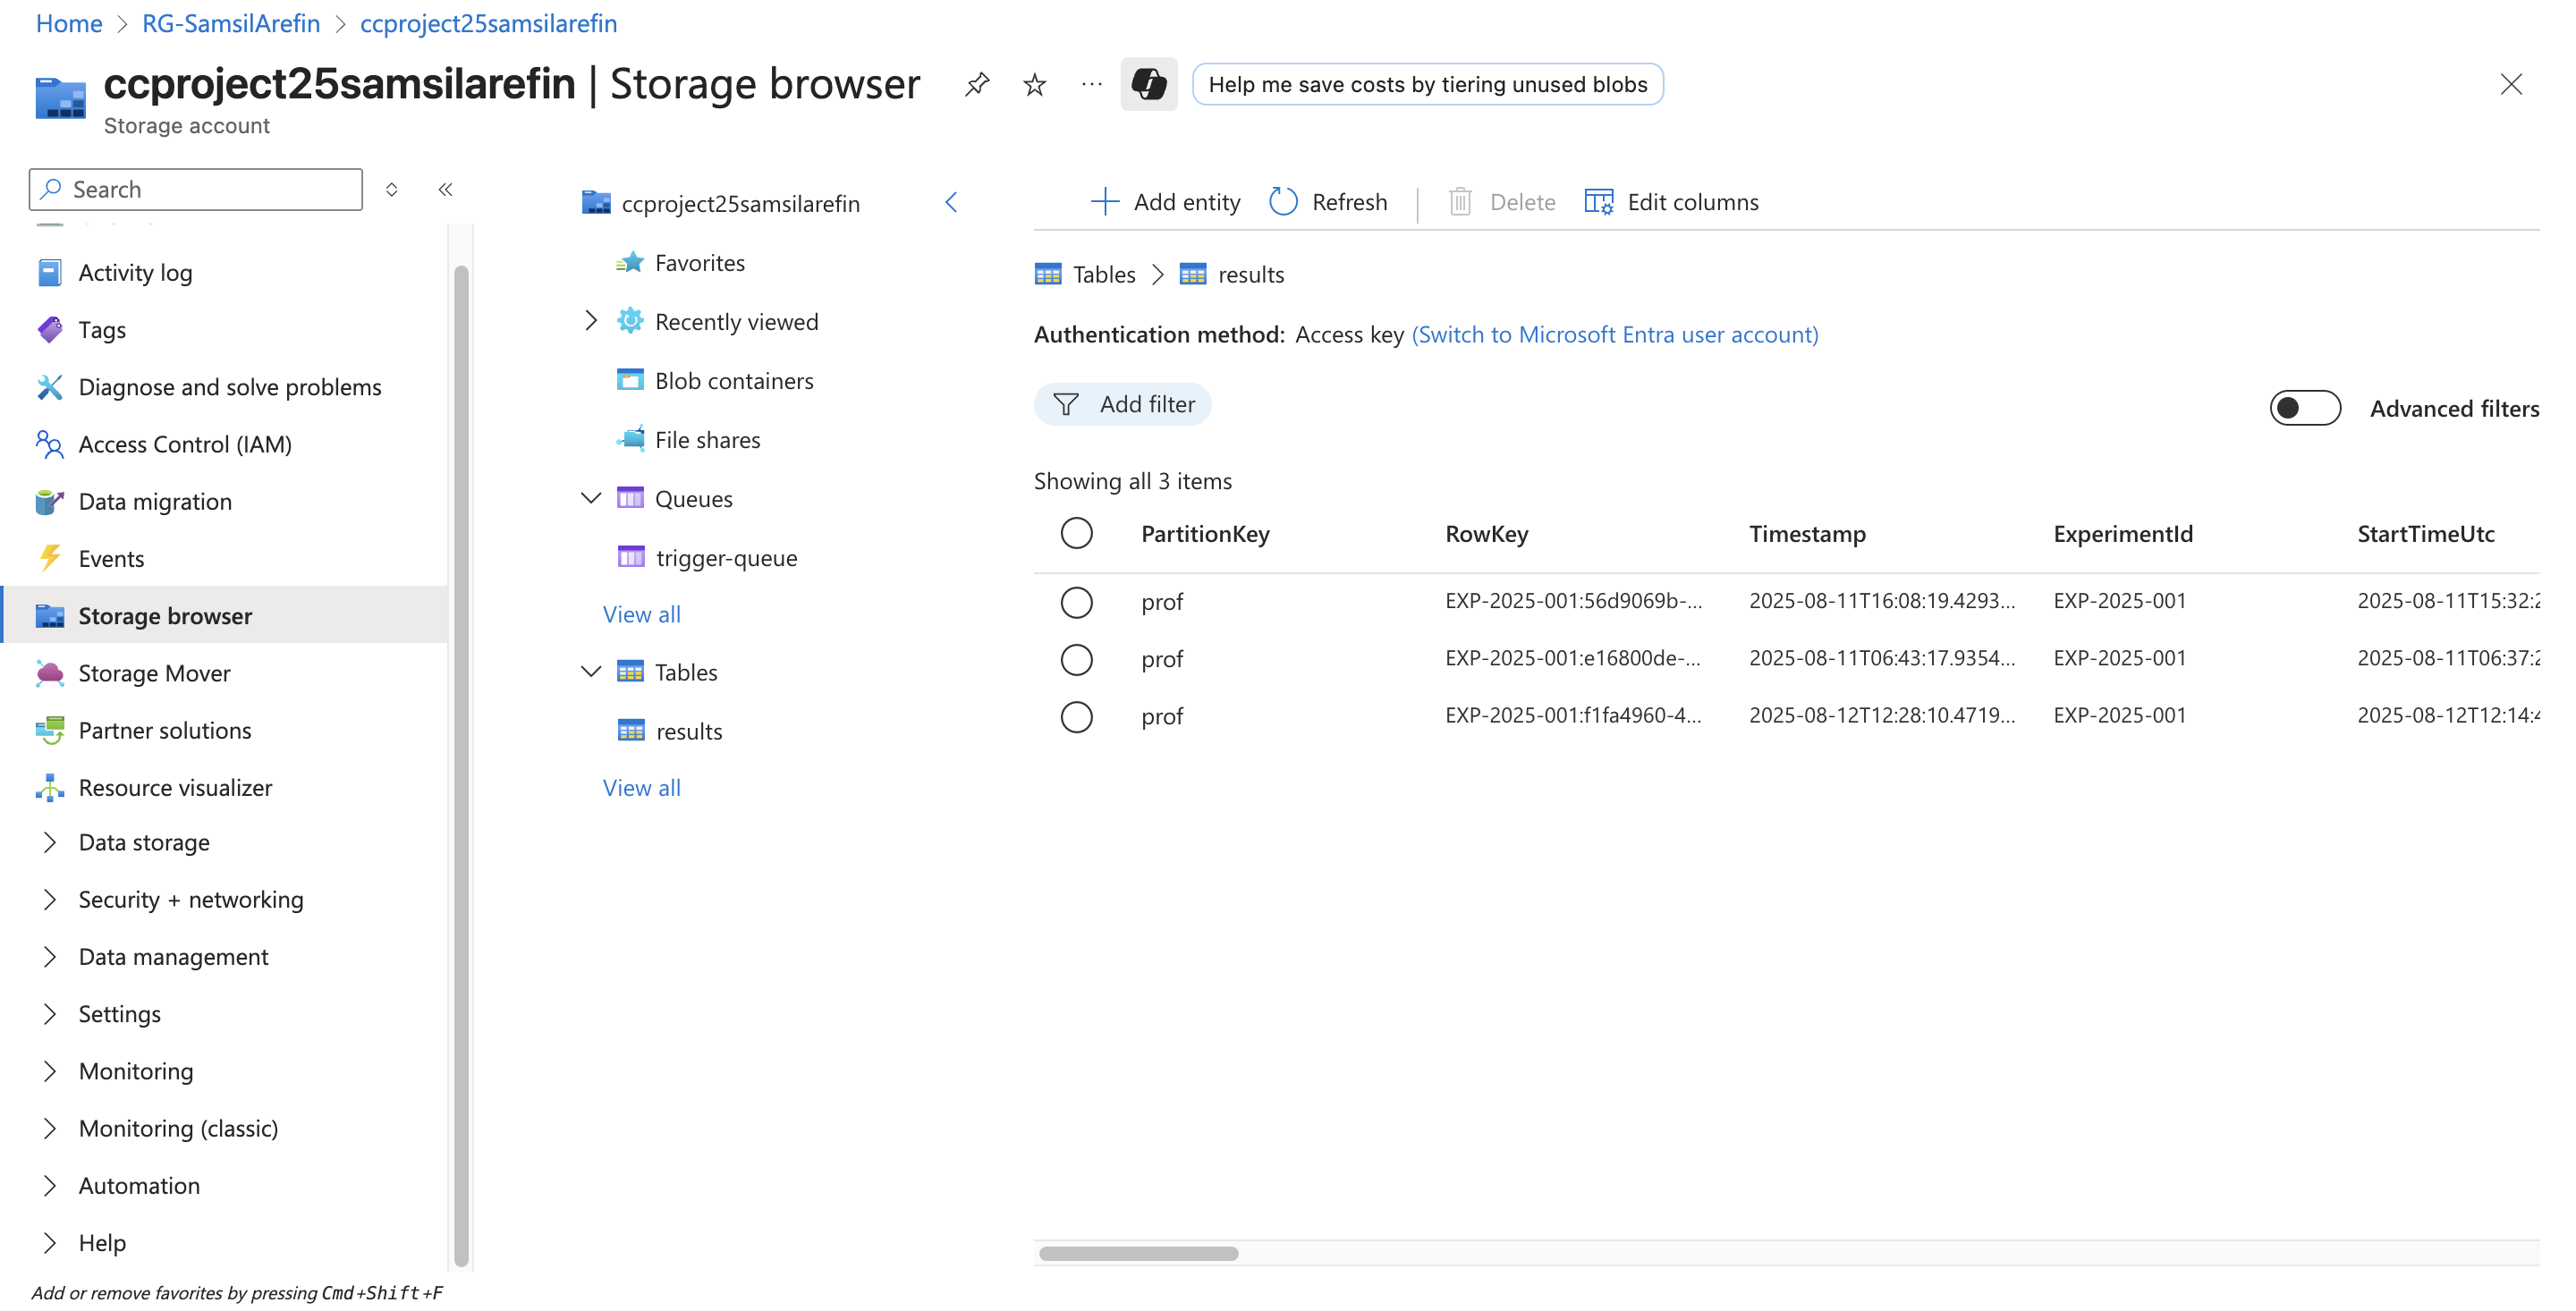 Home > RG-SamsilArefin > ccproject25samsilarefin
ccproject25samsilarefin | Storage browser
Help me save costs by tiering unused blobs
Storage account
Search
Activity log
Tags
Diagnose and solve problems
Access Control (IAM)
Data migration
Events
Storage browser
Storage Mover
Partner solutions
Resource visualizer
Data storage
Security + networking
Data management
Settings
Monitoring
Monitoring (classic)
Automation
Help
Add or remove favorites by pressing Cmd+Shift+F
ccproject25samsilarefin
Favorites
Recently viewed
Blob containers
File shares
Queues
trigger-queue
View all
Tables
results
View all
Add entity Refresh Delete Edit columns
Tables > results
Authentication method: Access key (Switch to Microsoft Entra user account)
Add filter
Advanced filters
Showing all 3 items
PartitionKey RowKey Timestamp ExperimentId StartTimeUtc
prof EXP-2025-001:56d9069b-... 2025-08-11T16:08:19.4293... EXP-2025-001 2025-08-11T15:32:2
prof EXP-2025-001:e16800de-... 2025-08-11T06:43:17.9354... EXP-2025-001 2025-08-11T06:37:2
prof EXP-2025-001:f1fa4960-4... 2025-08-12T12:28:10.4719... EXP-2025-001 2025-08-12T12:14:4